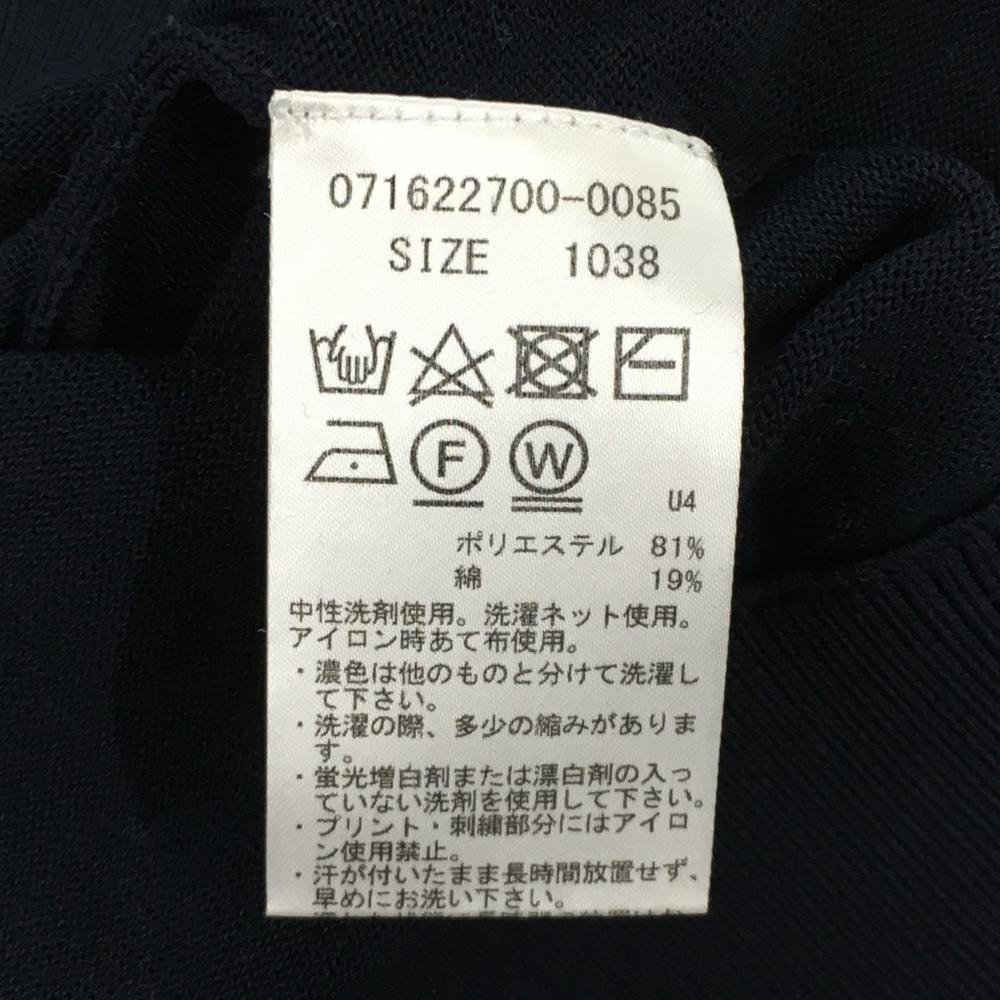 071622700-0085
SIZE 1038
F W
U4
ポリエステル 81%
綿 19%
中性洗剤使用。洗濯ネット使用。
アイロン時あて布使用。
・濃色は他のものと分けて洗濯し
て下さい。
・洗濯の際、多少の縮みがありま
す。
・蛍光増白剤または漂白剤の入っ
ていない洗剤を使用して下さい。
・プリント・刺繍部分にはアイロ
ン使用禁止。
・汗が付いたまま長時間放置せず、
早めにお洗い下さい。